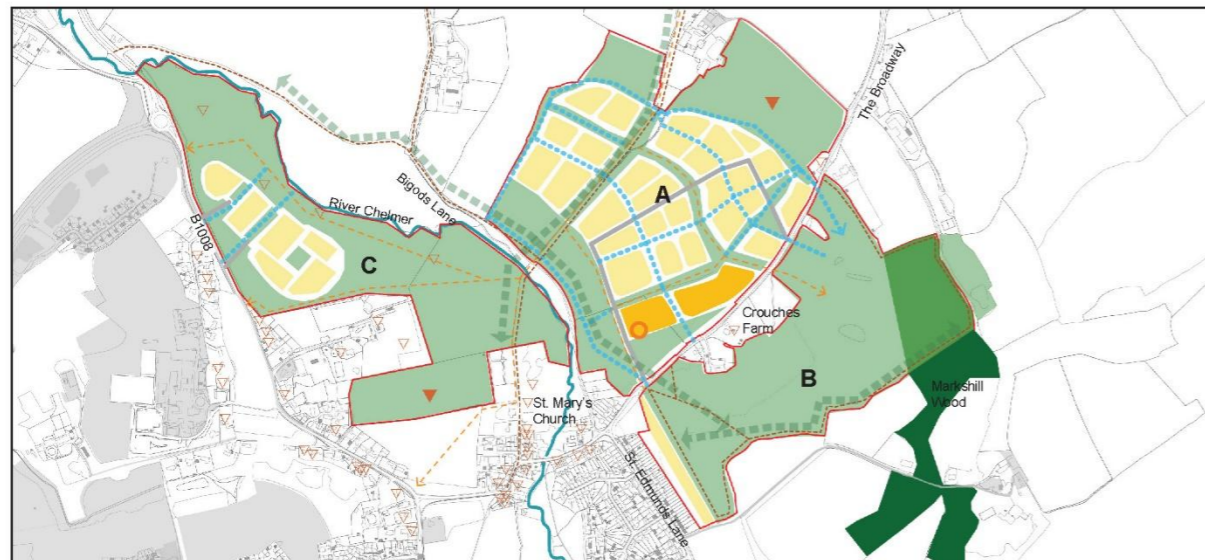 The Broadway
A
Bigods Lane
River Chelmer
B1008
C
Crouches
Farm
B
Markshill
Wood
St. Mary's
Church
St. Edmunds Lane